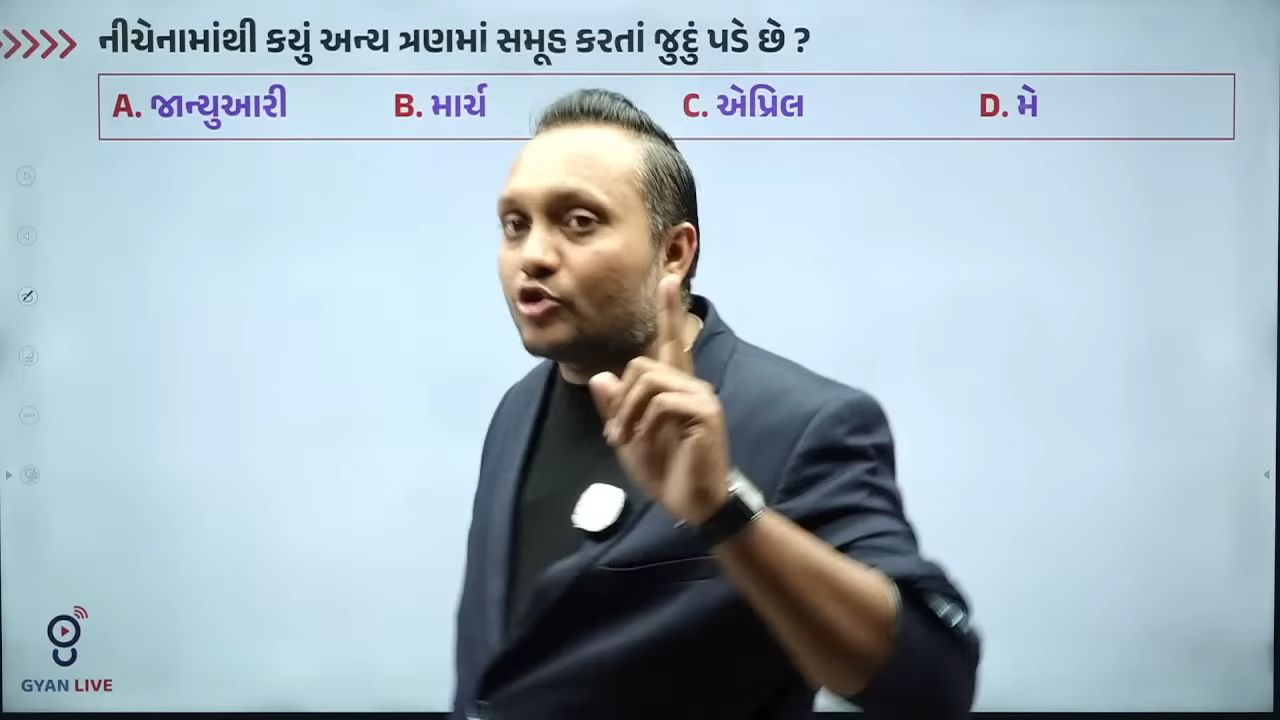 નીચેનામાંથી કયું અન્ય ત્રણમાં સમૂહ કરતાં જુદું પડે છે ?
A. જાન્યુઆરી B. માર્ચ C. એપ્રિલ D. મે
GYAN LIVE